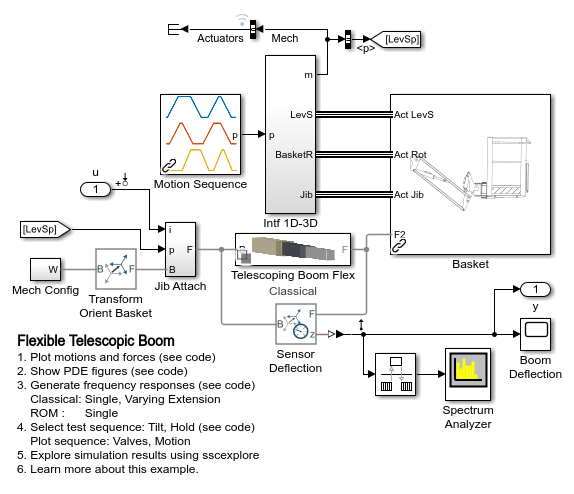 Actuators
Mech
<p>
[LevSp]
m
p
p
LevS
BasketR
Jib
Act LevS
Act Rot
Act Jib
F2
Motion Sequence
Intf 1D-3D
Basket
u
1
[LevSp]
i
p
B
F
W
B
F
F
Mech Config
Transform
Orient Basket
Jib Attach
Telescoping Boom Flex
Classical
B
F
z
Sensor
Deflection
1
y
Boom
Deflection
Spectrum
Analyzer
Flexible Telescopic Boom
1. Plot motions and forces (see code)
2. Show PDE figures (see code)
3. Generate frequency responses (see code)
Classical: Single, Varying Extension
ROM : Single
4. Select test sequence: Tilt, Hold (see code)
Plot sequence: Valves, Motion
5. Explore simulation results using sscexplore
6. Learn more about this example.